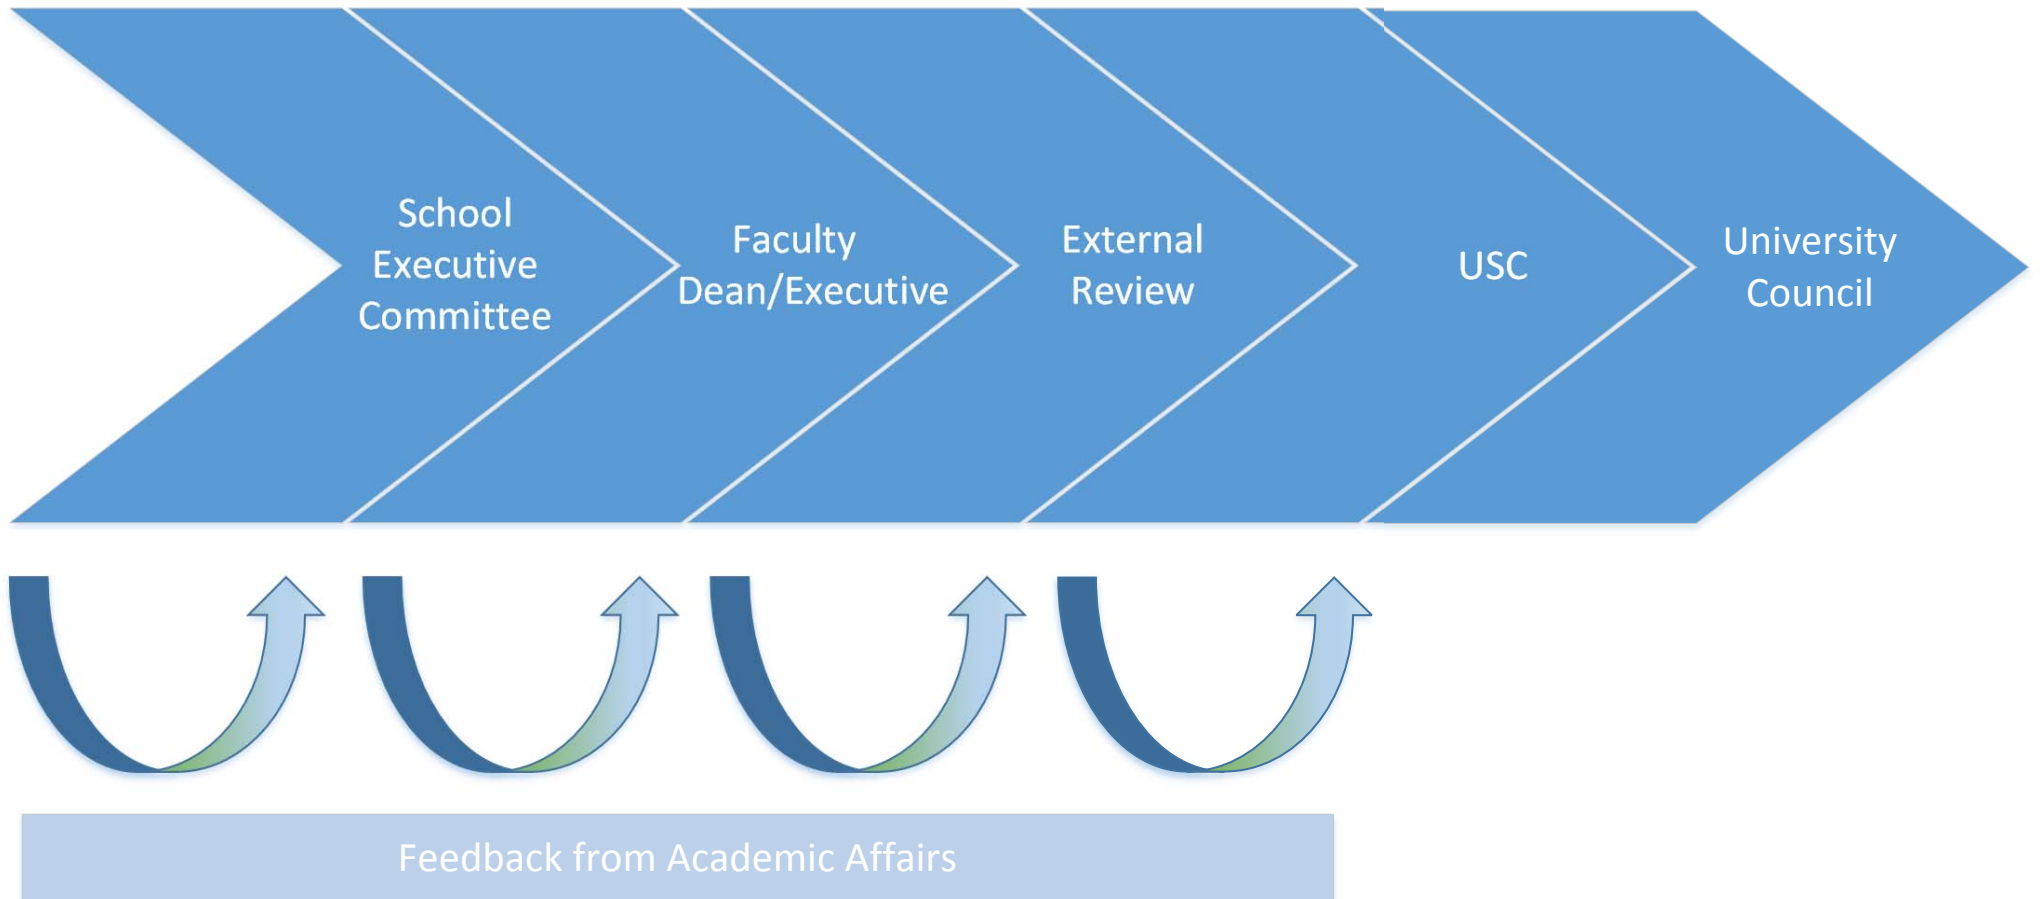 School
Executive
Committee
Faculty
Dean/Executive
External
Review
USC
University
Council
Feedback from Academic Affairs